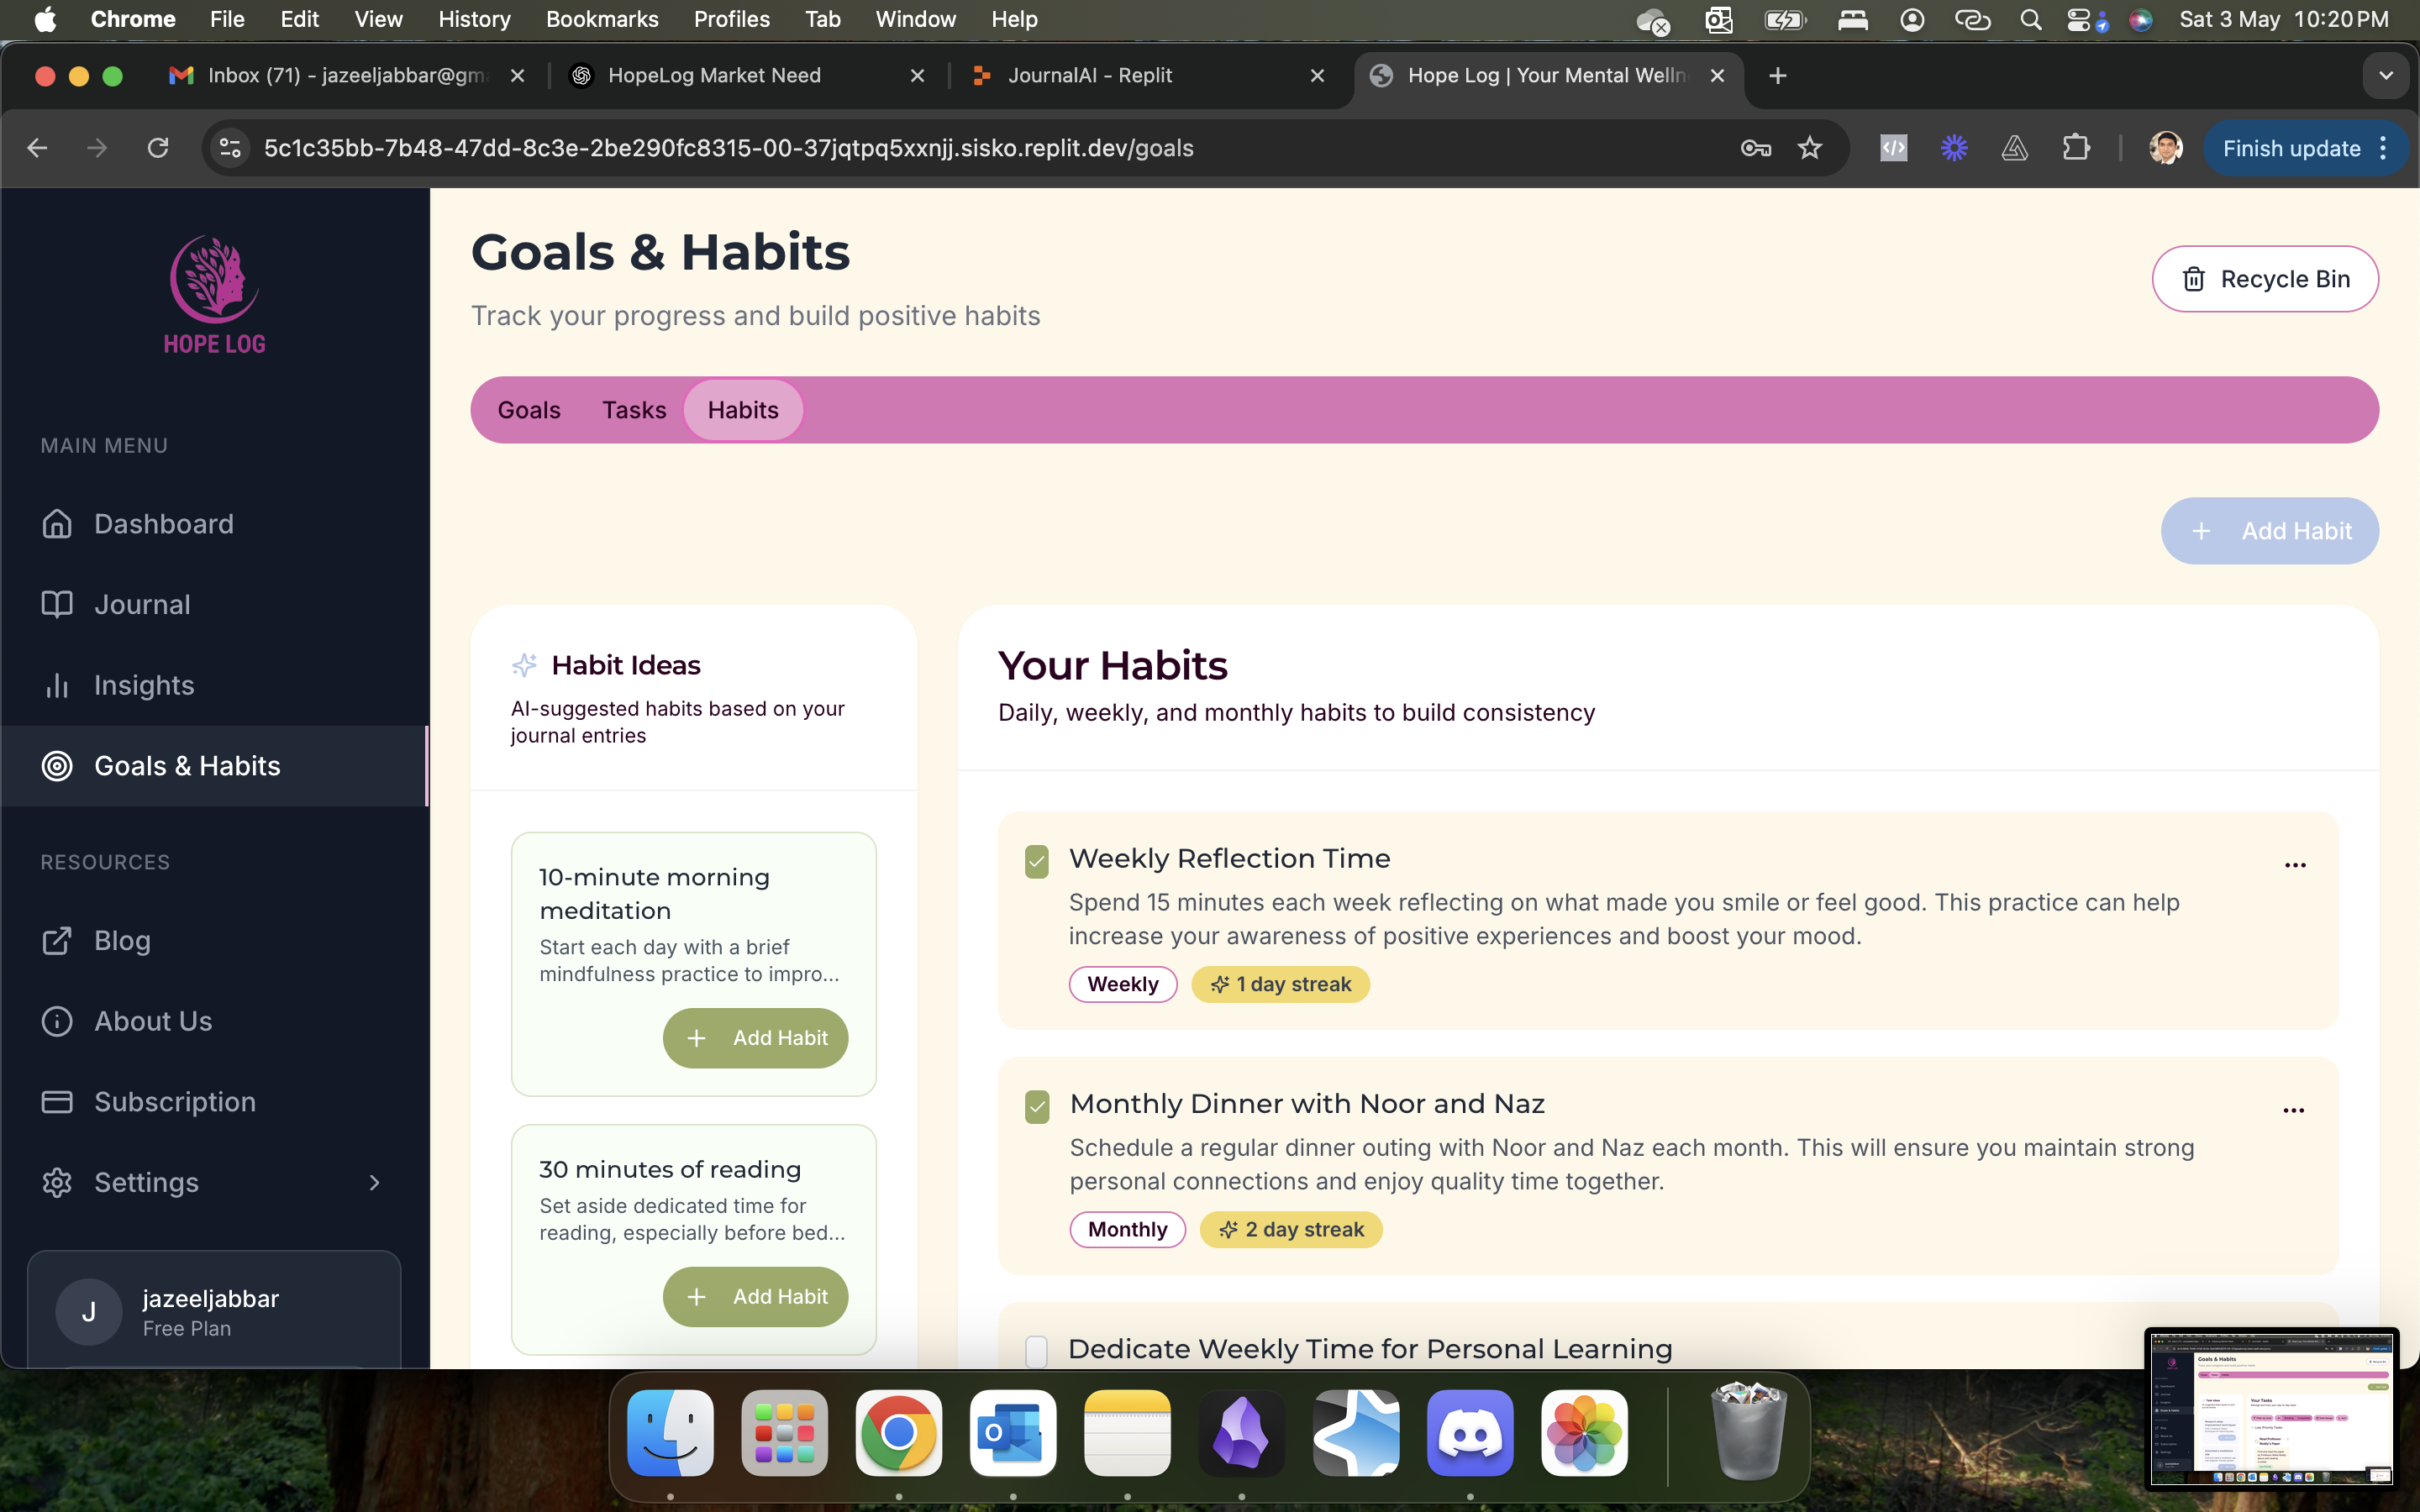 Chrome File Edit View History Bookmarks Profiles Tab Window Help Sat 3 May 10:20 PM
Inbox (71) - jazeeljabbar@gm
HopeLog Market Need
JournalAI - Replit
Hope Log | Your Mental Welln
5c1c35bb-7b48-47dd-8c3e-2be290fc8315-00-37jqtpq5xxnjj.sisko.replit.dev/goals
Finish update
HOPE LOG
MAIN MENU
Dashboard
Journal
Insights
Goals & Habits
RESOURCES
Blog
About Us
Subscription
Settings
J
jazeeljabbar
Free Plan
Goals & Habits
Track your progress and build positive habits
Recycle Bin
Goals Tasks Habits
+ Add Habit
Habit Ideas
AI-suggested habits based on your
journal entries
10-minute morning
meditation
Start each day with a brief
mindfulness practice to impro...
+ Add Habit
30 minutes of reading
Set aside dedicated time for
reading, especially before bed...
+ Add Habit
Your Habits
Daily, weekly, and monthly habits to build consistency
Weekly Reflection Time
Spend 15 minutes each week reflecting on what made you smile or feel good. This practice can help
increase your awareness of positive experiences and boost your mood.
Weekly 1 day streak
Monthly Dinner with Noor and Naz
Schedule a regular dinner outing with Noor and Naz each month. This will ensure you maintain strong
personal connections and enjoy quality time together.
Monthly 2 day streak
Dedicate Weekly Time for Personal Learning
Goals & Habits
Your Tasks